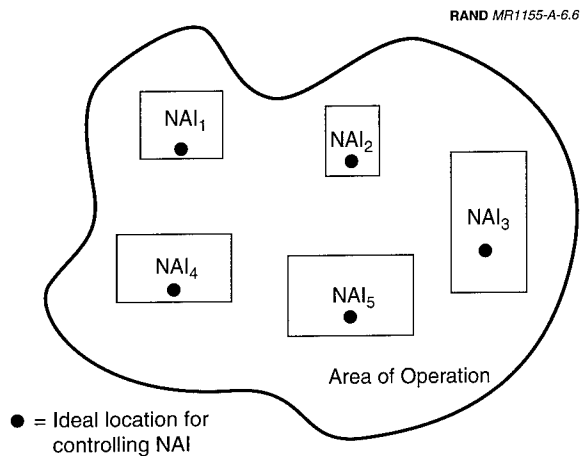 RAND MR1155-A-6.6
NAI₁
NAI₂
NAI₃
NAI₄
NAI₅
Area of Operation
● = Ideal location for
controlling NAI